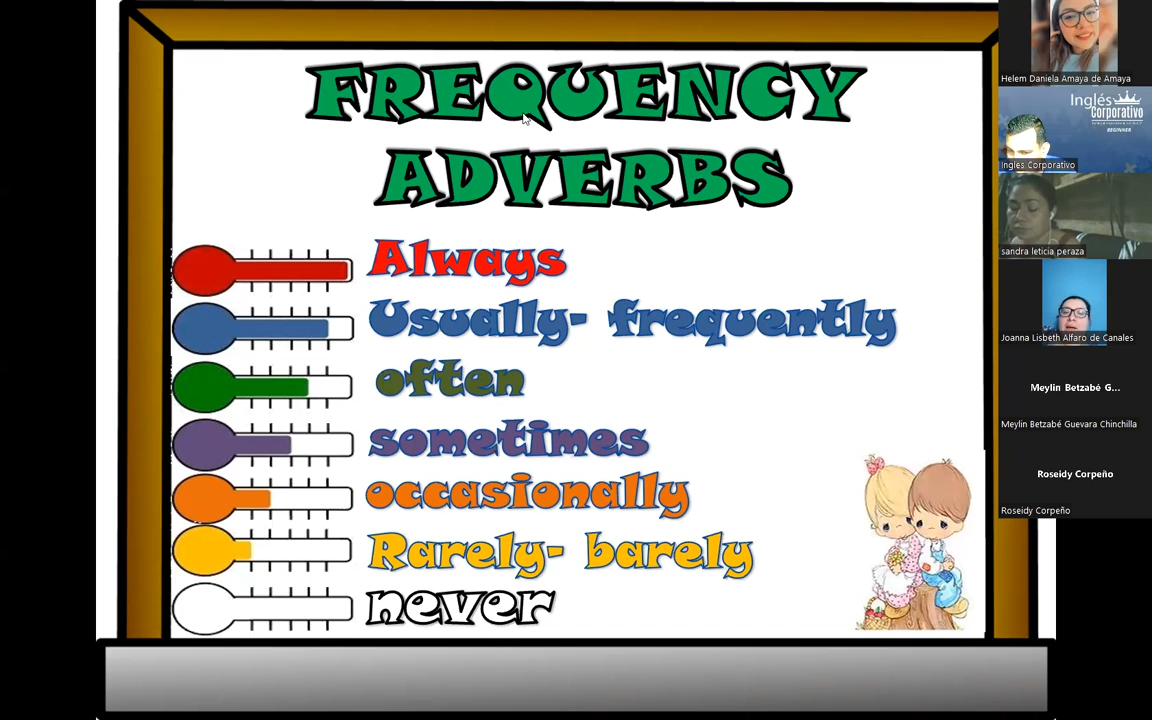 FREQUENCY
ADVERBS
Always
Usually- frequently
often
sometimes
occasionally
Rarely- barely
never
Helem Daniela Amaya de Amaya
Inglés
Corporativo
BEGINNER
Ingles Corporativo
sandra leticia peraza
Joanna Lisbeth Alfaro de Canales
Meylin Betzabé G...
Meylin Betzabé Guevara Chinchilla
Roseidy Corpeño
Roseidy Corpeño